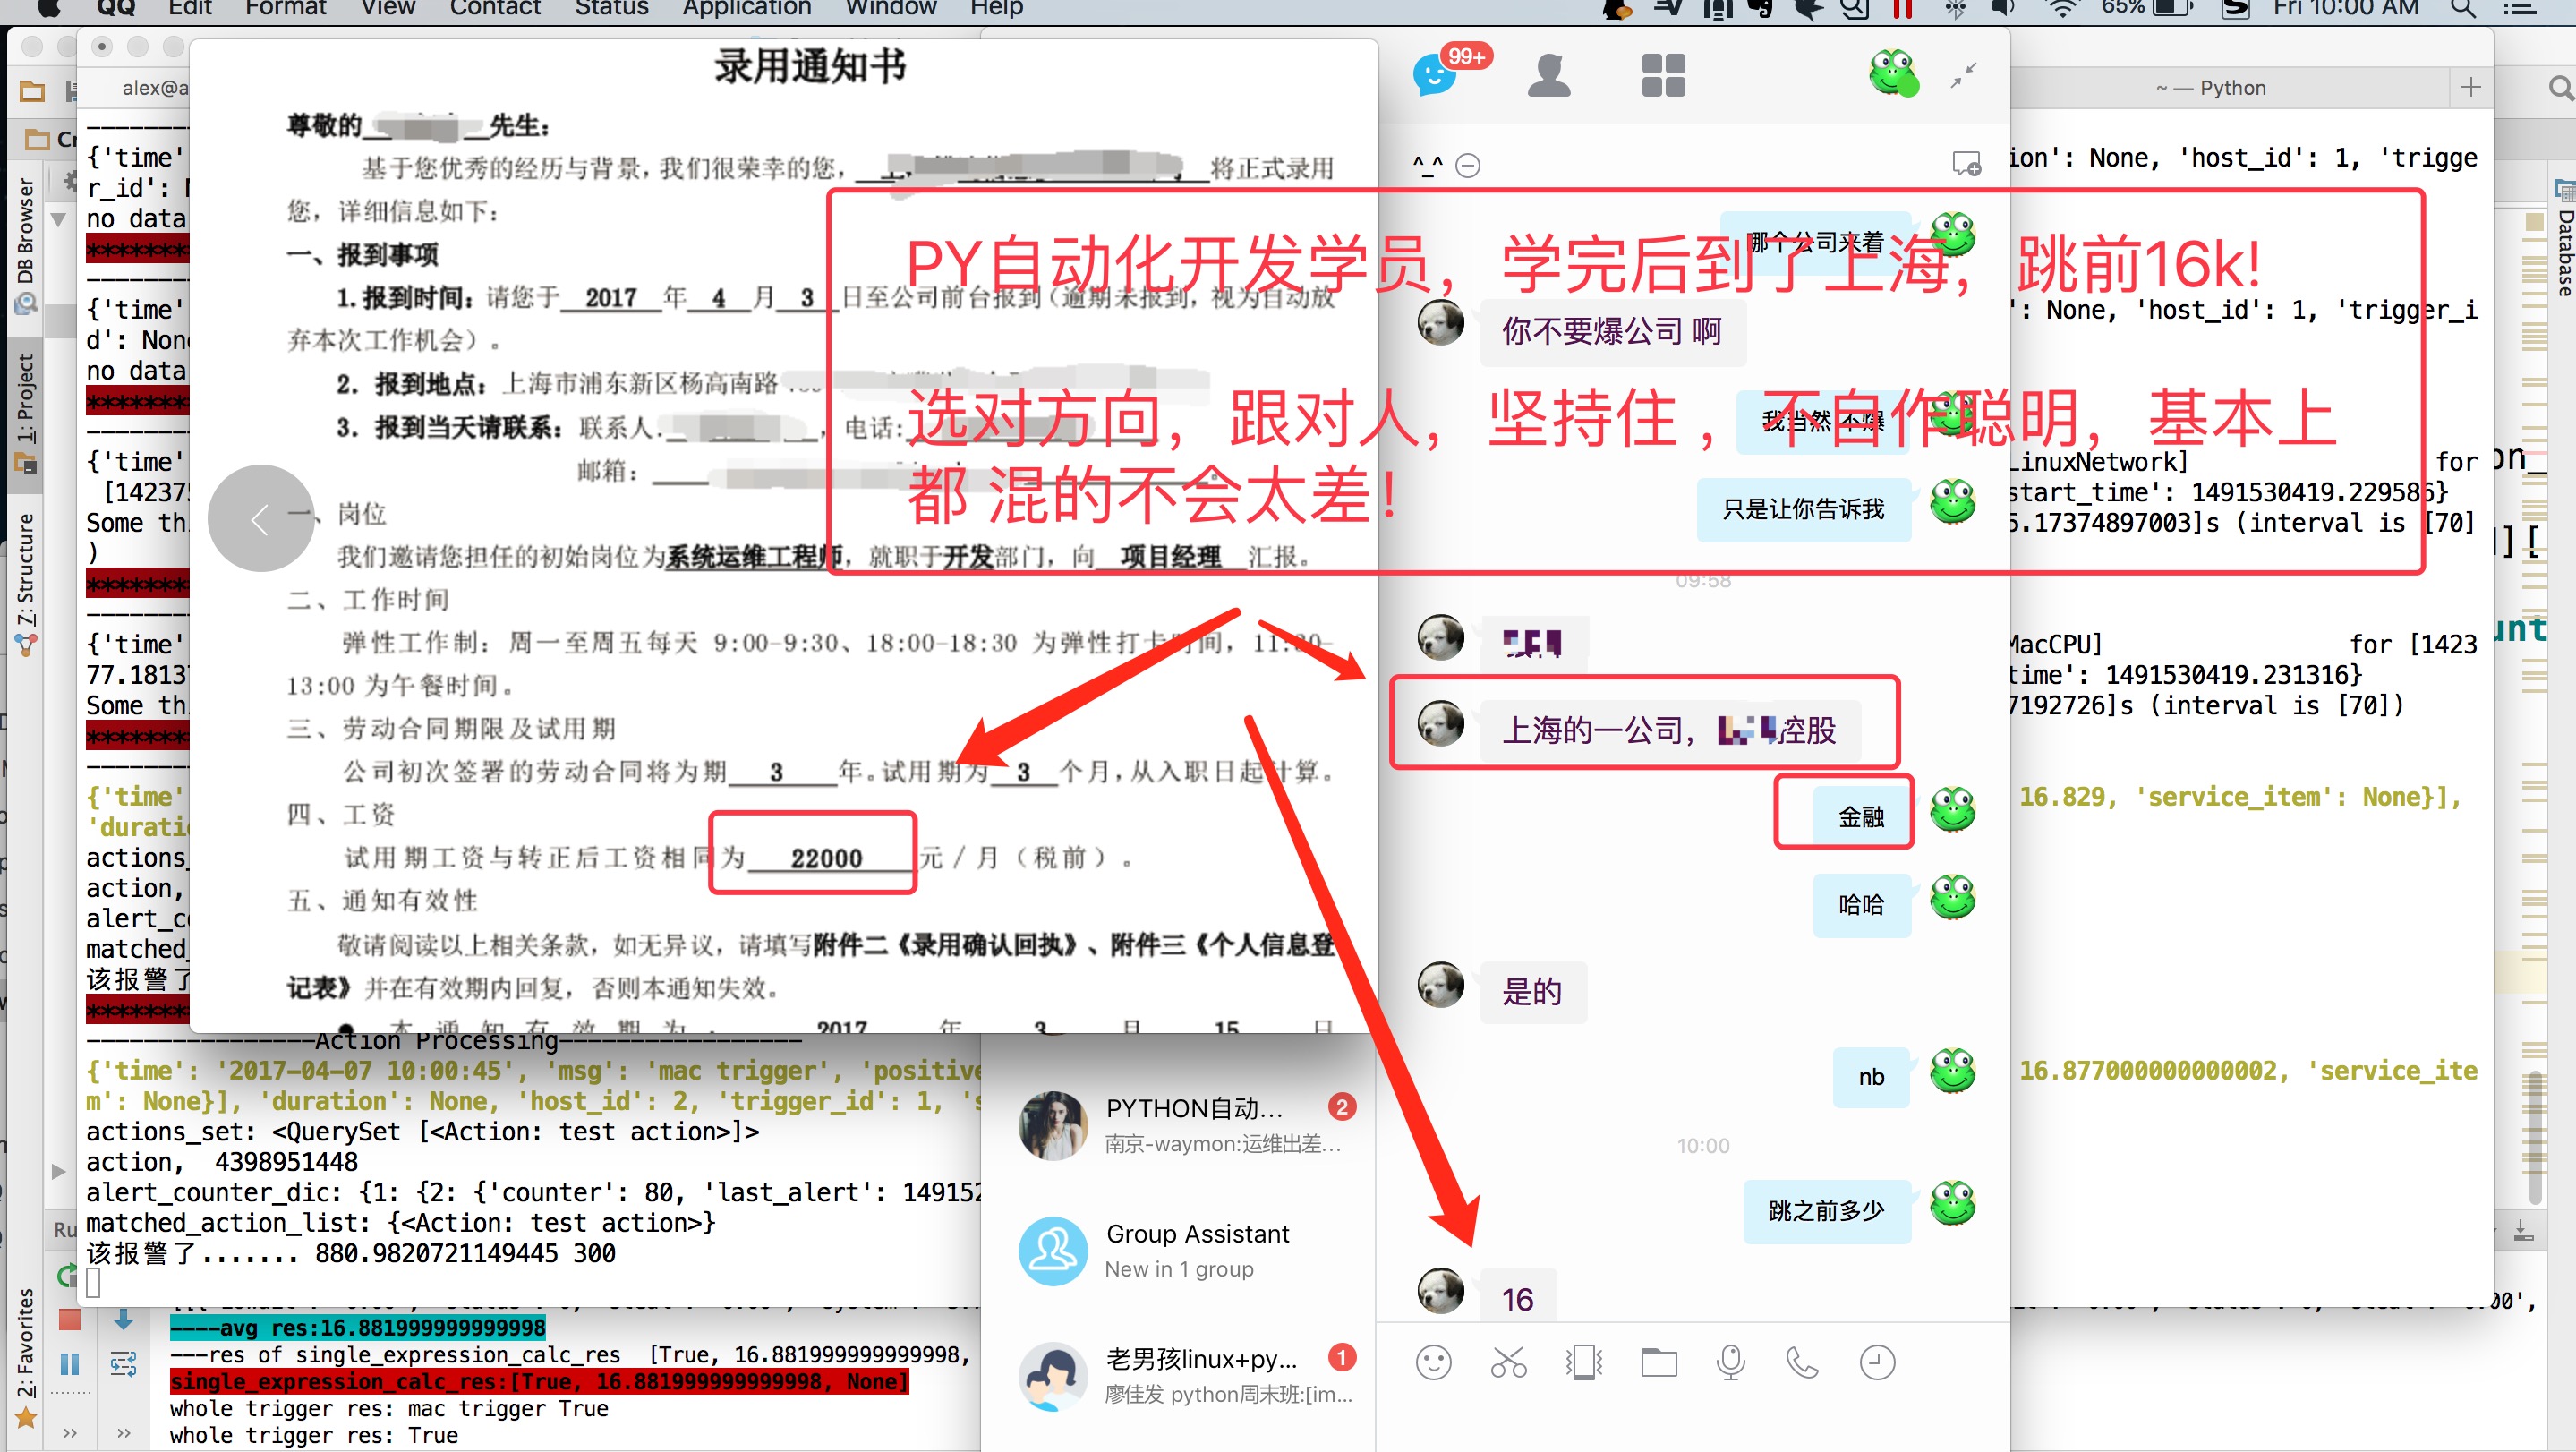 QQ Edit Format View Contact Status Application Window Help
65% Fri 10:00 AM
alex@a
~ — Python
DB Browser
1: Project
7: Structure
2: Favorites
Database
录用通知书
尊敬的 先生：
基于您优秀的经历与背景，我们很荣幸的您， 将正式录用
您，详细信息如下：
一、报到事项
1. 报到时间：请您于 2017 年 4 月 3 日至公司前台报到（逾期未报到，视为自动放
弃本次工作机会）。
2. 报到地点：上海市浦东新区杨高南路
3. 报到当天请联系：联系人 ，电话:
邮箱：
一、岗位
我们邀请您担任的初始岗位为系统运维工程师，就职于开发部门，向 项目经理 汇报。
二、工作时间
弹性工作制：周一至周五每天 9:00-9:30、18:00-18:30 为弹性打卡时间，11:30-
13:00 为午餐时间。
三、劳动合同期限及试用期
公司初次签署的劳动合同将为期 3 年。试用期为 3 个月，从入职日起计算。
四、工资
试用期工资与转正后工资相同为 22000 元／月（税前）。
五、通知有效性
敬请阅读以上相关条款，如无异议，请填写附件二《录用确认回执》、附件三《个人信息登
记表》并在有效期内回复，否则本通知失效。
● 本通知有效期为： 2017 年 3 月 15 日
PY自动化开发学员，学完后到了上海，跳前16k!
选对方向，跟对人，坚持住 ，不自作聪明，基本上
都 混的不会太差！
99+
^_^
哪个公司来着
你不要爆公司 啊
我当然 不爆
只是让你告诉我
09:58
上海的一公司， 控股
金融
哈哈
是的
nb
10:00
跳之前多少
16
PYTHON自动... 2
南京-waymon:运维出差...
Group Assistant
New in 1 group
老男孩linux+py... 1
廖佳发 python周末班:[im...
{'time'
r_id': N
no data
{'time'
d': None
no data
{'time'
[14237
Some th
)
{'time'
77.1813
Some th
{'time'
'duratio
actions_
action,
alert_co
matched_
该报警了
ion': None, 'host_id': 1, 'trigge
': None, 'host_id': 1, 'trigger_i
LinuxNetwork] for
start_time': 1491530419.229586}
5.17374897003]s (interval is [70]
MacCPU] for [1423
time': 1491530419.231316}
7192726]s (interval is [70])
16.829, 'service_item': None}],
----------------Action Processing-----------------
{'time': '2017-04-07 10:00:45', 'msg': 'mac trigger', 'positive
16.877000000000002, 'service_ite
m': None}], 'duration': None, 'host_id': 2, 'trigger_id': 1, 's
actions_set: <QuerySet [<Action: test action>]>
action, 4398951448
alert_counter_dic: {1: {2: {'counter': 80, 'last_alert': 149152
matched_action_list: {<Action: test action>}
该报警了....... 880.9820721149445 300
Ru
----avg res:16.881999999999998
---res of single_expression_calc_res [True, 16.881999999999998,
single_expression_calc_res:[True, 16.881999999999998, None]
whole trigger res: mac trigger True
whole trigger res: True